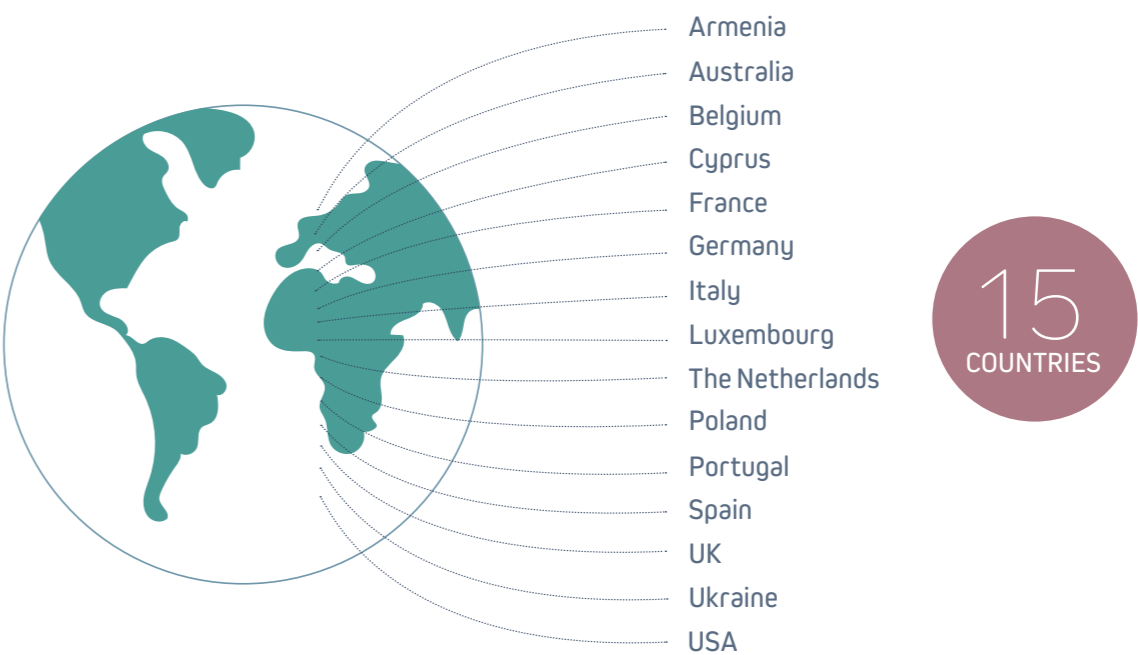 Armenia
Australia
Belgium
Cyprus
France
Germany
Italy
Luxembourg
The Netherlands
Poland
Portugal
Spain
UK
Ukraine
USA
15
COUNTRIES